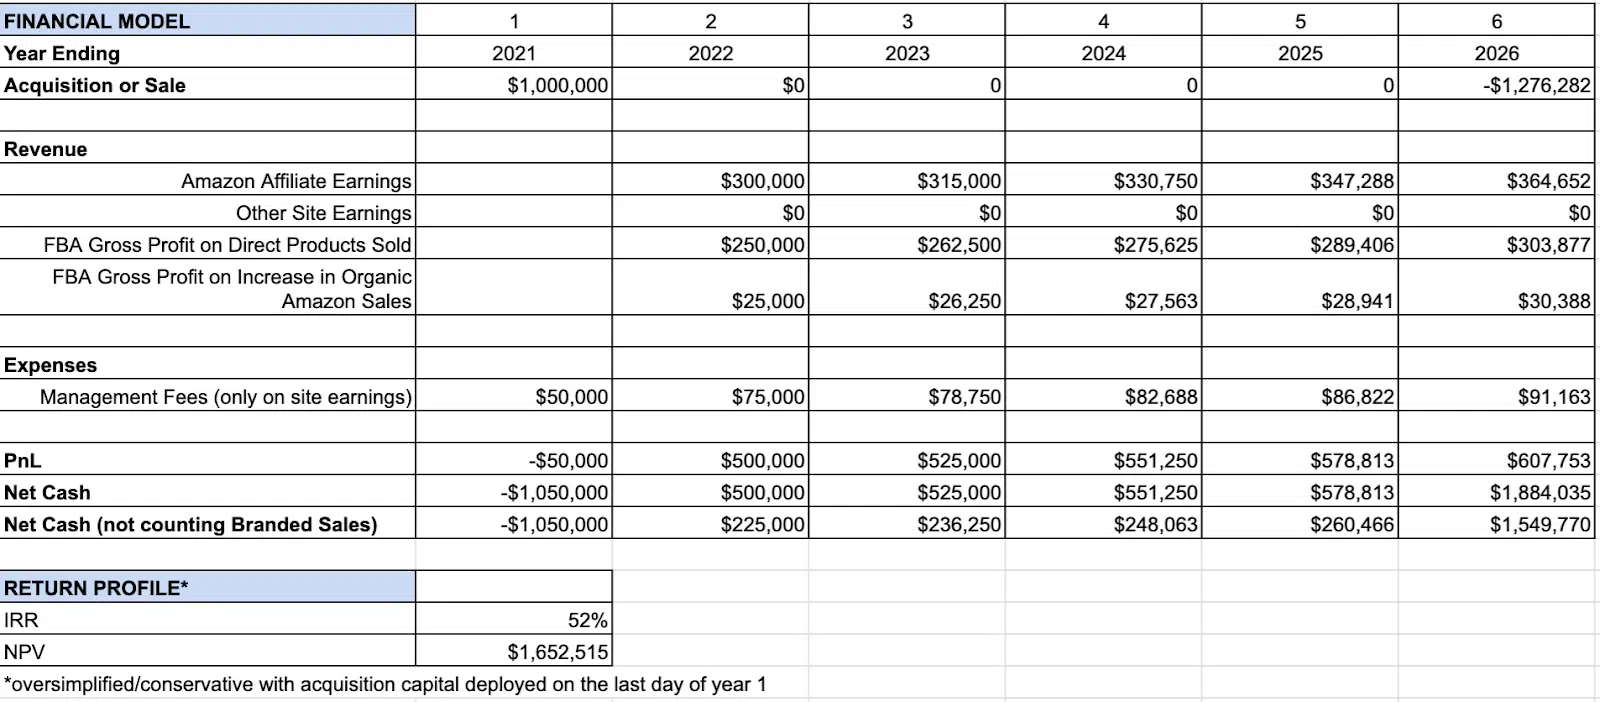 FINANCIAL MODEL 1 2 3 4 5 6
Year Ending 2021 2022 2023 2024 2025 2026
Acquisition or Sale $1,000,000 $0 0 0 0 -$1,276,282
Revenue
Amazon Affiliate Earnings $300,000 $315,000 $330,750 $347,288 $364,652
Other Site Earnings $0 $0 $0 $0 $0
FBA Gross Profit on Direct Products Sold $250,000 $262,500 $275,625 $289,406 $303,877
FBA Gross Profit on Increase in Organic
Amazon Sales $25,000 $26,250 $27,563 $28,941 $30,388
Expenses
Management Fees (only on site earnings) $50,000 $75,000 $78,750 $82,688 $86,822 $91,163
PnL -$50,000 $500,000 $525,000 $551,250 $578,813 $607,753
Net Cash -$1,050,000 $500,000 $525,000 $551,250 $578,813 $1,884,035
Net Cash (not counting Branded Sales) -$1,050,000 $225,000 $236,250 $248,063 $260,466 $1,549,770
RETURN PROFILE*
IRR 52%
NPV $1,652,515
*oversimplified/conservative with acquisition capital deployed on the last day of year 1